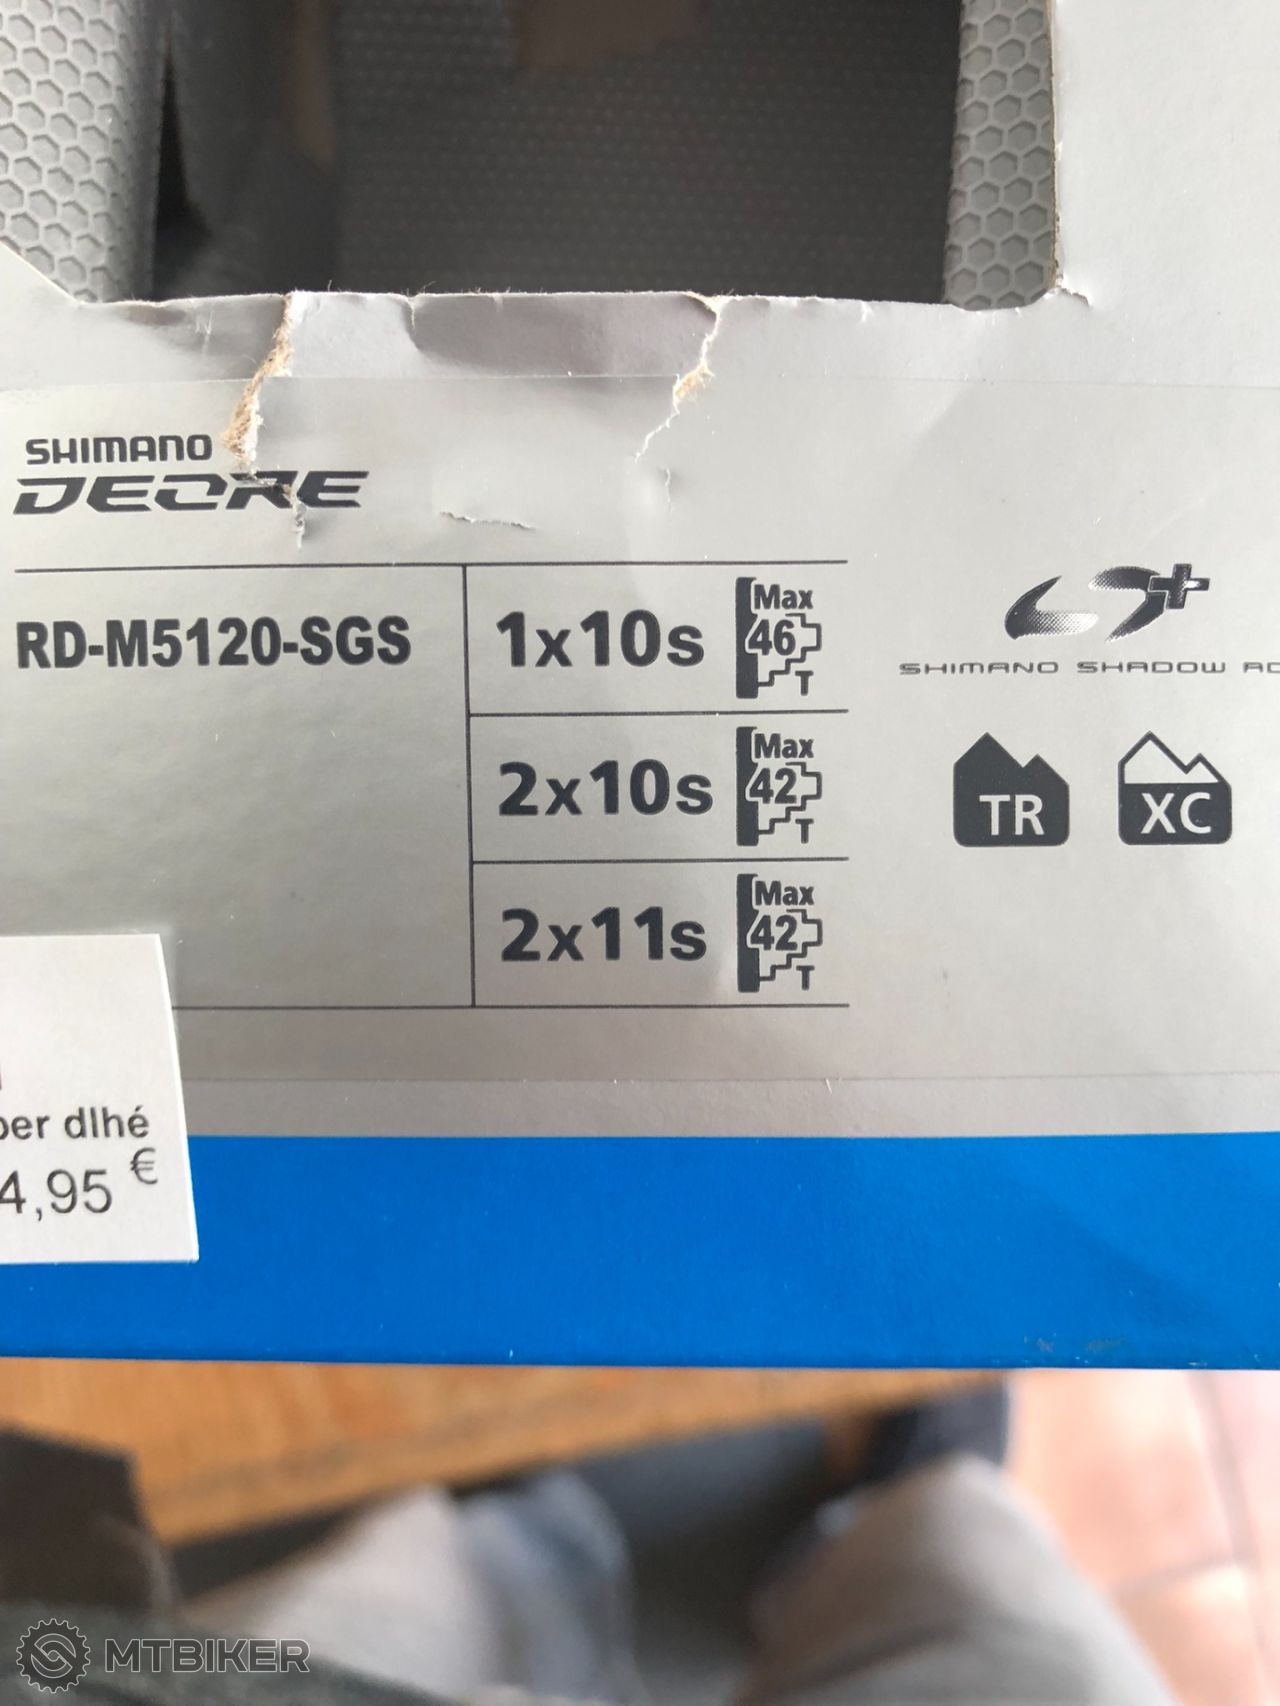 SHIMANO
DEORE
RD-M5120-SGS
1x10s
Max
46
T
2x10s
Max
42
T
2x11s
Max
42
T
SHIMANO SHADOW
TR
XC
dlhé
4,95 €
MTBIKER